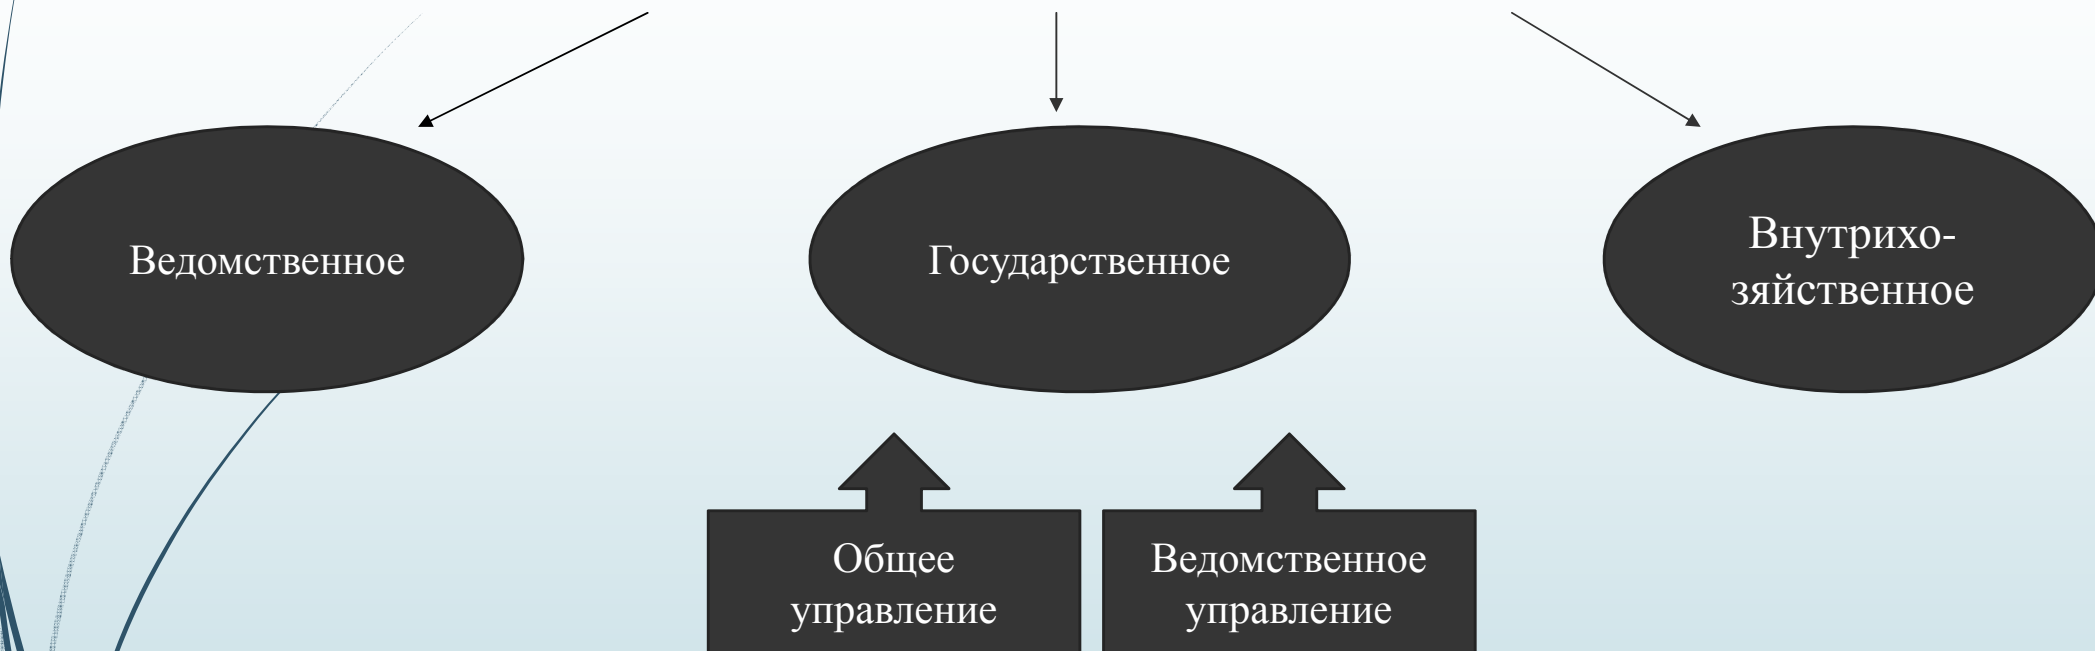 Ведомственное
Государственное
Внутрихо-
зяйственное
Общее
управление
Ведомственное
управление